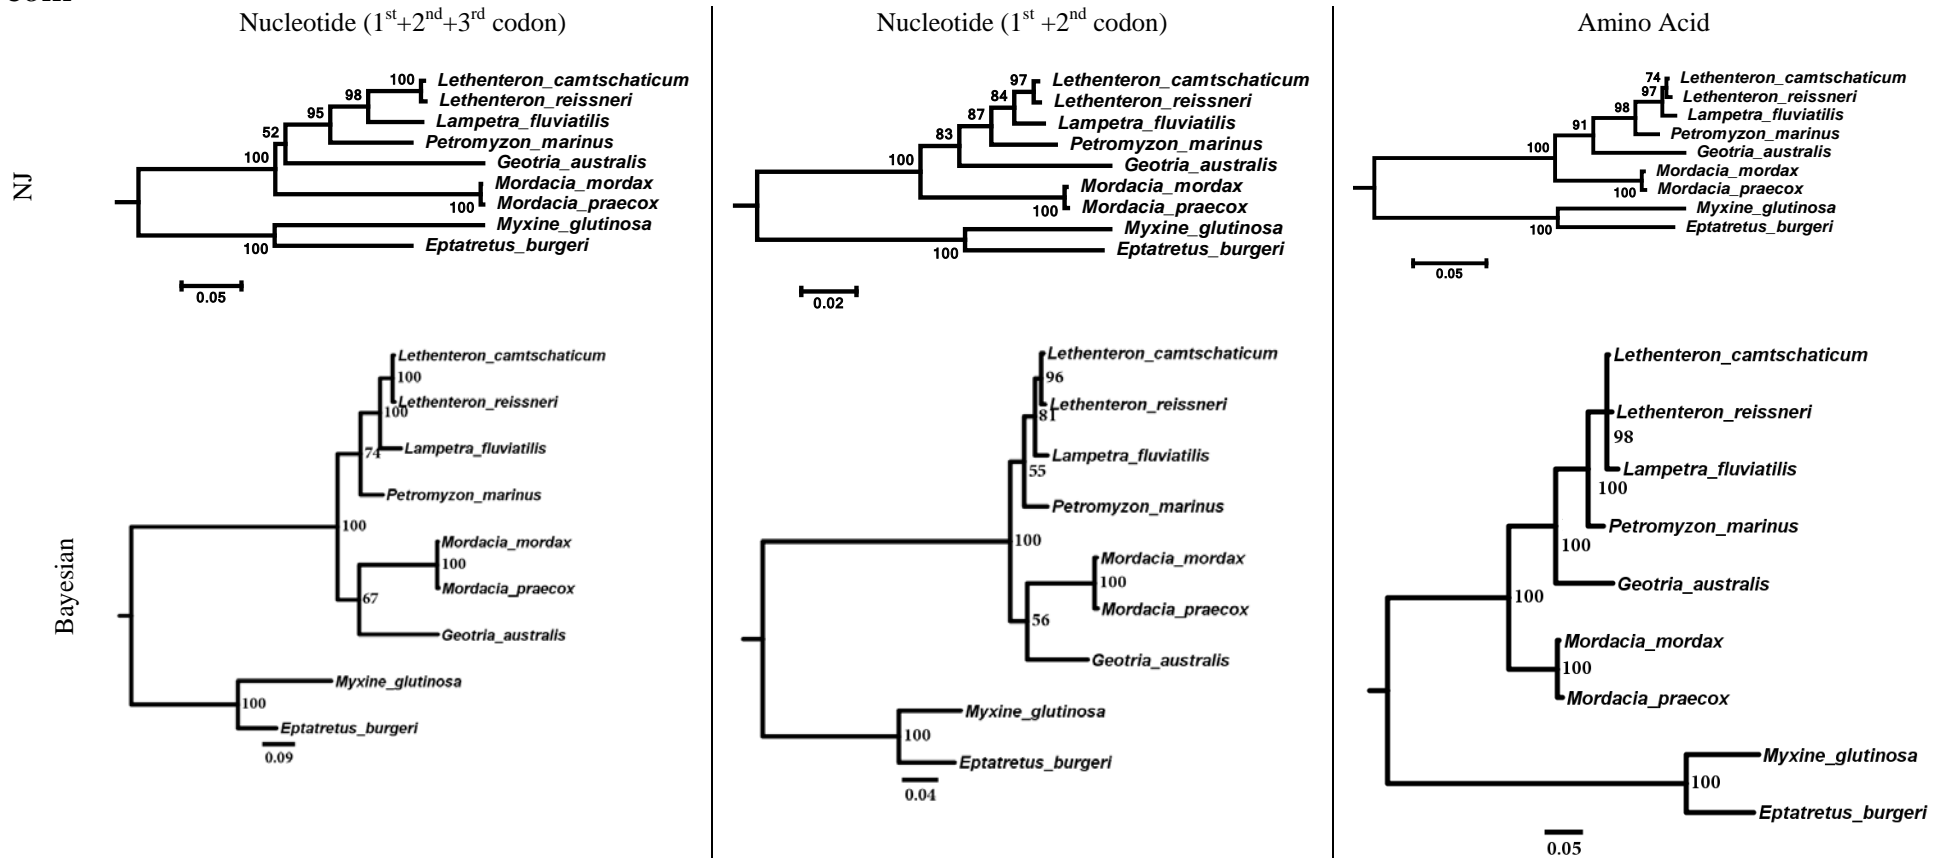 com
Nucleotide (1st+2nd+3rd codon)
Nucleotide (1st +2nd codon)
Amino Acid
NJ
100 Lethenteron_camtschaticum
98 Lethenteron_reissneri
95 Lampetra_fluviatilis
52 Petromyzon_marinus
100 Geotria_australis
Mordacia_mordax
100 Mordacia_praecox
Myxine_glutinosa
100 Eptatretus_burgeri
0.05
97 Lethenteron_camtschaticum
84 Lethenteron_reissneri
87 Lampetra_fluviatilis
83 Petromyzon_marinus
100 Geotria_australis
Mordacia_mordax
100 Mordacia_praecox
Myxine_glutinosa
100 Eptatretus_burgeri
0.02
74 Lethenteron_camtschaticum
97 Lethenteron_reissneri
98 Lampetra_fluviatilis
91 Petromyzon_marinus
100 Geotria_australis
Mordacia_mordax
100 Mordacia_praecox
Myxine_glutinosa
100 Eptatretus_burgeri
0.05
Bayesian
Lethenteron_camtschaticum
100
Lethenteron_reissneri
100
Lampetra_fluviatilis
74
Petromyzon_marinus
100
Mordacia_mordax
100
Mordacia_praecox
67
Geotria_australis
Myxine_glutinosa
100
Eptatretus_burgeri
0.09
Lethenteron_camtschaticum
96
Lethenteron_reissneri
81
Lampetra_fluviatilis
55
Petromyzon_marinus
100
Mordacia_mordax
100
Mordacia_praecox
56
Geotria_australis
Myxine_glutinosa
100
Eptatretus_burgeri
0.04
Lethenteron_camtschaticum
Lethenteron_reissneri
98
Lampetra_fluviatilis
100
Petromyzon_marinus
100
Geotria_australis
100
Mordacia_mordax
100
Mordacia_praecox
Myxine_glutinosa
100
Eptatretus_burgeri
0.05